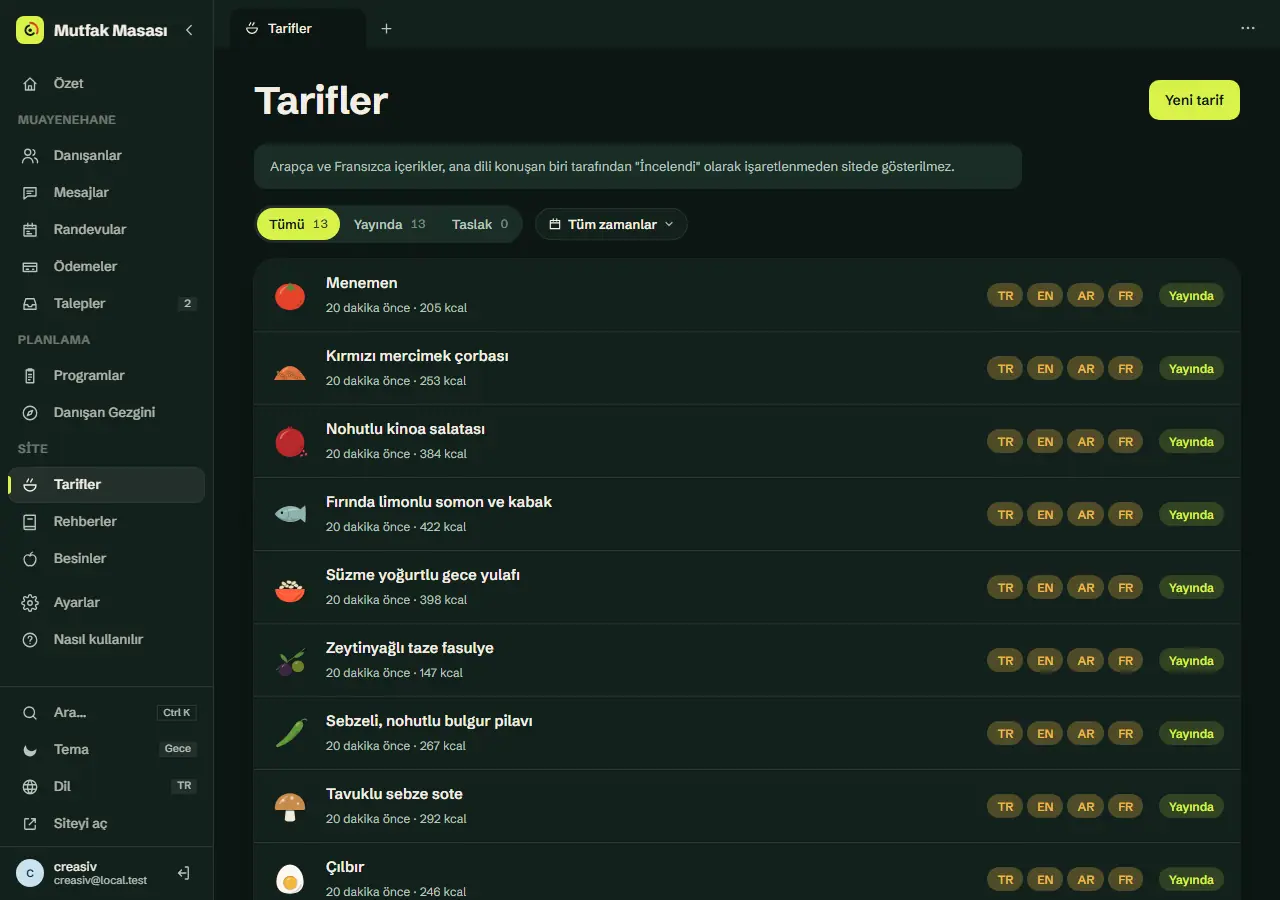 Mutfak Masası
Özet
MUAYENEHANE
Danışanlar
Mesajlar
Randevular
Ödemeler
Talepler 2
PLANLAMA
Programlar
Danışan Gezgini
SİTE
Tarifler
Rehberler
Besinler
Ayarlar
Nasıl kullanılır
Ara... Ctrl K
Tema Gece
Dil TR
Siteyi aç
C
creasiv
creasiv@local.test
Tarifler
Tarifler
Yeni tarif
Arapça ve Fransızca içerikler, ana dili konuşan biri tarafından "İncelendi" olarak işaretlenmeden sitede gösterilmez.
Tümü 13 Yayında 13 Taslak 0 Tüm zamanlar
Menemen
20 dakika önce · 205 kcal
TR EN AR FR Yayında
Kırmızı mercimek çorbası
20 dakika önce · 253 kcal
TR EN AR FR Yayında
Nohutlu kinoa salatası
20 dakika önce · 384 kcal
TR EN AR FR Yayında
Fırında limonlu somon ve kabak
20 dakika önce · 422 kcal
TR EN AR FR Yayında
Süzme yoğurtlu gece yulafı
20 dakika önce · 398 kcal
TR EN AR FR Yayında
Zeytinyağlı taze fasulye
20 dakika önce · 147 kcal
TR EN AR FR Yayında
Sebzeli, nohutlu bulgur pilavı
20 dakika önce · 267 kcal
TR EN AR FR Yayında
Tavuklu sebze sote
20 dakika önce · 292 kcal
TR EN AR FR Yayında
Çılbır
20 dakika önce · 246 kcal
TR EN AR FR Yayında